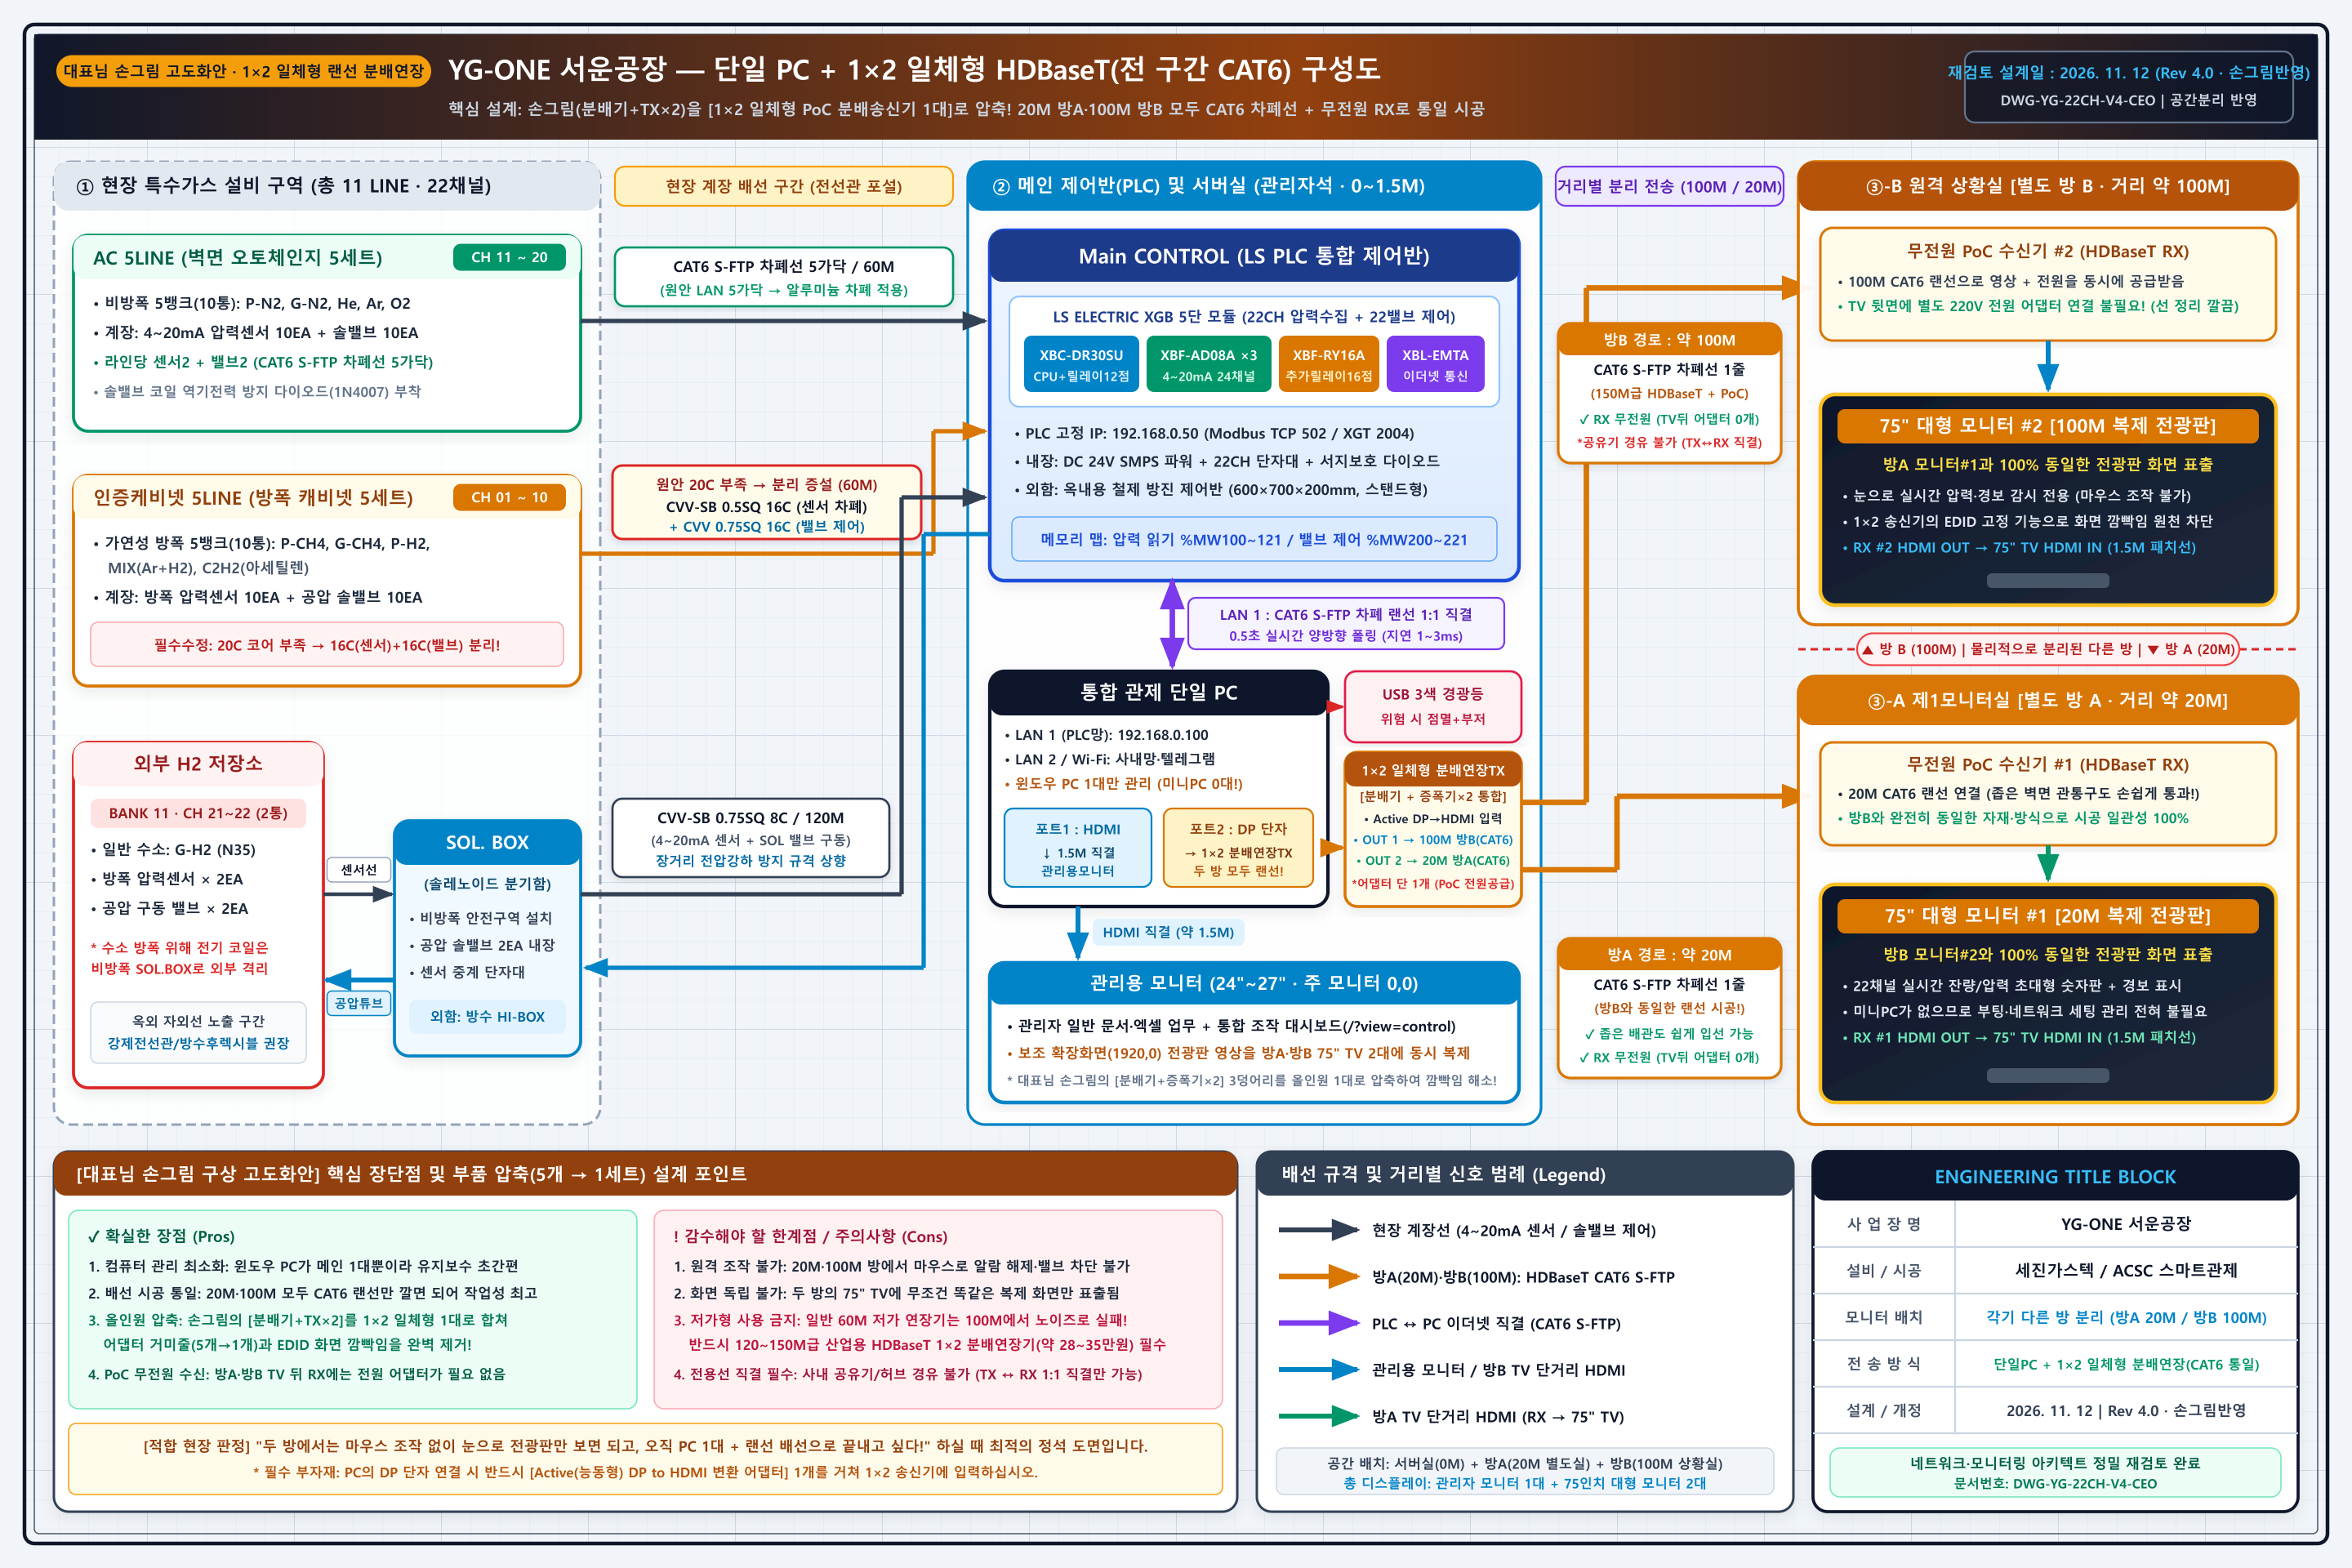 대표님 손그림 고도화안 · 1×2 일체형 랜선 분배연장
YG-ONE 서운공장 — 단일 PC + 1×2 일체형 HDBaseT(전 구간 CAT6) 구성도
핵심 설계: 손그림(분배기+TX×2)을 [1×2 일체형 PoC 분배송신기 1대]로 압축! 20M 방A·100M 방B 모두 CAT6 차폐선 + 무전원 RX로 통일 시공
재검토 설계일 : 2026. 11. 12 (Rev 4.0 · 손그림반영)
DWG-YG-22CH-V4-CEO | 공간분리 반영
① 현장 특수가스 설비 구역 (총 11 LINE · 22채널)
AC 5LINE (벽면 오토체인지 5세트)
CH 11 ~ 20
• 비방폭 5뱅크(10통): P-N2, G-N2, He, Ar, O2
• 계장: 4~20mA 압력센서 10EA + 솔밸브 10EA
• 라인당 센서2 + 밸브2 (CAT6 S-FTP 차폐선 5가닥)
• 솔밸브 코일 역기전력 방지 다이오드(1N4007) 부착
인증케비넷 5LINE (방폭 캐비넷 5세트)
CH 01 ~ 10
• 가연성 방폭 5뱅크(10통): P-CH4, G-CH4, P-H2,
MIX(Ar+H2), C2H2(아세틸렌)
• 계장: 방폭 압력센서 10EA + 공압 솔밸브 10EA
필수수정: 20C 코어 부족 → 16C(센서)+16C(밸브) 분리!
외부 H2 저장소
BANK 11 · CH 21~22 (2통)
• 일반 수소: G-H2 (N35)
• 방폭 압력센서 × 2EA
• 공압 구동 밸브 × 2EA
* 수소 방폭 위해 전기 코일은
비방폭 SOL.BOX로 외부 격리
옥외 자외선 노출 구간
강제전선관/방수후렉시블 권장
센서선
공압튜브
SOL. BOX
(솔레노이드 분기함)
• 비방폭 안전구역 설치
• 공압 솔밸브 2EA 내장
• 센서 중계 단자대
외함: 방수 HI-BOX
현장 계장 배선 구간 (전선관 포설)
CAT6 S-FTP 차폐선 5가닥 / 60M
(원안 LAN 5가닥 → 알루미늄 차폐 적용)
원안 20C 부족 → 분리 증설 (60M)
CVV-SB 0.5SQ 16C (센서 차폐)
+ CVV 0.75SQ 16C (밸브 제어)
CVV-SB 0.75SQ 8C / 120M
(4~20mA 센서 + SOL 밸브 구동)
장거리 전압강하 방지 규격 상향
② 메인 제어반(PLC) 및 서버실 (관리자석 · 0~1.5M)
Main CONTROL (LS PLC 통합 제어반)
LS ELECTRIC XGB 5단 모듈 (22CH 압력수집 + 22밸브 제어)
XBC-DR30SU
CPU+릴레이12점
XBF-AD08A ×3
4~20mA 24채널
XBF-RY16A
추가릴레이16점
XBL-EMTA
이더넷 통신
• PLC 고정 IP: 192.168.0.50 (Modbus TCP 502 / XGT 2004)
• 내장: DC 24V SMPS 파워 + 22CH 단자대 + 서지보호 다이오드
• 외함: 옥내용 철제 방진 제어반 (600×700×200mm, 스탠드형)
메모리 맵: 압력 읽기 %MW100~121 / 밸브 제어 %MW200~221
LAN 1 : CAT6 S-FTP 차폐 랜선 1:1 직결
0.5초 실시간 양방향 폴링 (지연 1~3ms)
통합 관제 단일 PC
• LAN 1 (PLC망): 192.168.0.100
• LAN 2 / Wi-Fi: 사내망·텔레그램
• 윈도우 PC 1대만 관리 (미니PC 0대!)
포트1 : HDMI
↓ 1.5M 직결
관리용모니터
포트2 : DP 단자
→ 1×2 분배연장TX
두 방 모두 랜선!
USB 3색 경광등
위험 시 점멸+부저
1×2 일체형 분배연장TX
[분배기 + 증폭기×2 통합]
• Active DP→HDMI 입력
• OUT 1 → 100M 방B(CAT6)
• OUT 2 → 20M 방A(CAT6)
*어댑터 단 1개 (PoC 전원공급)
HDMI 직결 (약 1.5M)
관리용 모니터 (24"~27" · 주 모니터 0,0)
• 관리자 일반 문서·엑셀 업무 + 통합 조작 대시보드(/?view=control)
• 보조 확장화면(1920,0) 전광판 영상을 방A·방B 75" TV 2대에 동시 복제
* 대표님 손그림의 [분배기+증폭기×2] 3덩어리를 올인원 1대로 압축하여 깜빡임 해소!
거리별 분리 전송 (100M / 20M)
방B 경로 : 약 100M
CAT6 S-FTP 차폐선 1줄
(150M급 HDBaseT + PoC)
✓ RX 무전원 (TV뒤 어댑터 0개)
*공유기 경유 불가 (TX↔RX 직결)
방A 경로 : 약 20M
CAT6 S-FTP 차폐선 1줄
(방B와 동일한 랜선 시공!)
✓ 좁은 배관도 쉽게 입선 가능
✓ RX 무전원 (TV뒤 어댑터 0개)
③-B 원격 상황실 [별도 방 B · 거리 약 100M]
무전원 PoC 수신기 #2 (HDBaseT RX)
• 100M CAT6 랜선으로 영상 + 전원을 동시에 공급받음
• TV 뒷면에 별도 220V 전원 어댑터 연결 불필요! (선 정리 깔끔)
75" 대형 모니터 #2 [100M 복제 전광판]
방A 모니터#1과 100% 동일한 전광판 화면 표출
• 눈으로 실시간 압력·경보 감시 전용 (마우스 조작 불가)
• 1×2 송신기의 EDID 고정 기능으로 화면 깜빡임 원천 차단
• RX #2 HDMI OUT → 75" TV HDMI IN (1.5M 패치선)
▲ 방 B (100M) | 물리적으로 분리된 다른 방 | ▼ 방 A (20M)
③-A 제1모니터실 [별도 방 A · 거리 약 20M]
무전원 PoC 수신기 #1 (HDBaseT RX)
• 20M CAT6 랜선 연결 (좁은 벽면 관통구도 손쉽게 통과!)
• 방B와 완전히 동일한 자재·방식으로 시공 일관성 100%
75" 대형 모니터 #1 [20M 복제 전광판]
방B 모니터#2와 100% 동일한 전광판 화면 표출
• 22채널 실시간 잔량/압력 초대형 숫자판 + 경보 표시
• 미니PC가 없으므로 부팅·네트워크 세팅 관리 전혀 불필요
• RX #1 HDMI OUT → 75" TV HDMI IN (1.5M 패치선)
[대표님 손그림 구상 고도화안] 핵심 장단점 및 부품 압축(5개 → 1세트) 설계 포인트
✓ 확실한 장점 (Pros)
1. 컴퓨터 관리 최소화: 윈도우 PC가 메인 1대뿐이라 유지보수 초간편
2. 배선 시공 통일: 20M·100M 모두 CAT6 랜선만 깔면 되어 작업성 최고
3. 올인원 압축: 손그림의 [분배기+TX×2]를 1×2 일체형 1대로 합쳐
어댑터 거미줄(5개→1개)과 EDID 화면 깜빡임을 완벽 제거!
4. PoC 무전원 수신: 방A·방B TV 뒤 RX에는 전원 어댑터가 필요 없음
! 감수해야 할 한계점 / 주의사항 (Cons)
1. 원격 조작 불가: 20M·100M 방에서 마우스로 알람 해제·밸브 차단 불가
2. 화면 독립 불가: 두 방의 75" TV에 무조건 똑같은 복제 화면만 표출됨
3. 저가형 사용 금지: 일반 60M 저가 연장기는 100M에서 노이즈로 실패!
반드시 120~150M급 산업용 HDBaseT 1×2 분배연장기(약 28~35만원) 필수
4. 전용선 직결 필수: 사내 공유기/허브 경유 불가 (TX ↔ RX 1:1 직결만 가능)
[적합 현장 판정] "두 방에서는 마우스 조작 없이 눈으로 전광판만 보면 되고, 오직 PC 1대 + 랜선 배선으로 끝내고 싶다!" 하실 때 최적의 정석 도면입니다.
* 필수 부자재: PC의 DP 단자 연결 시 반드시 [Active(능동형) DP to HDMI 변환 어댑터] 1개를 거쳐 1×2 송신기에 입력하십시오.
배선 규격 및 거리별 신호 범례 (Legend)
현장 계장선 (4~20mA 센서 / 솔밸브 제어)
방A(20M)·방B(100M): HDBaseT CAT6 S-FTP
PLC ↔ PC 이더넷 직결 (CAT6 S-FTP)
관리용 모니터 / 방B TV 단거리 HDMI
방A TV 단거리 HDMI (RX → 75" TV)
공간 배치: 서버실(0M) + 방A(20M 별도실) + 방B(100M 상황실)
총 디스플레이: 관리자 모니터 1대 + 75인치 대형 모니터 2대
ENGINEERING TITLE BLOCK
사 업 장 명
YG-ONE 서운공장
설비 / 시공
세진가스텍 / ACSC 스마트관제
모니터 배치
각기 다른 방 분리 (방A 20M / 방B 100M)
전 송 방 식
단일PC + 1×2 일체형 분배연장(CAT6 통일)
설계 / 개정
2026. 11. 12 | Rev 4.0 · 손그림반영
네트워크·모니터링 아키텍트 정밀 재검토 완료
문서번호: DWG-YG-22CH-V4-CEO